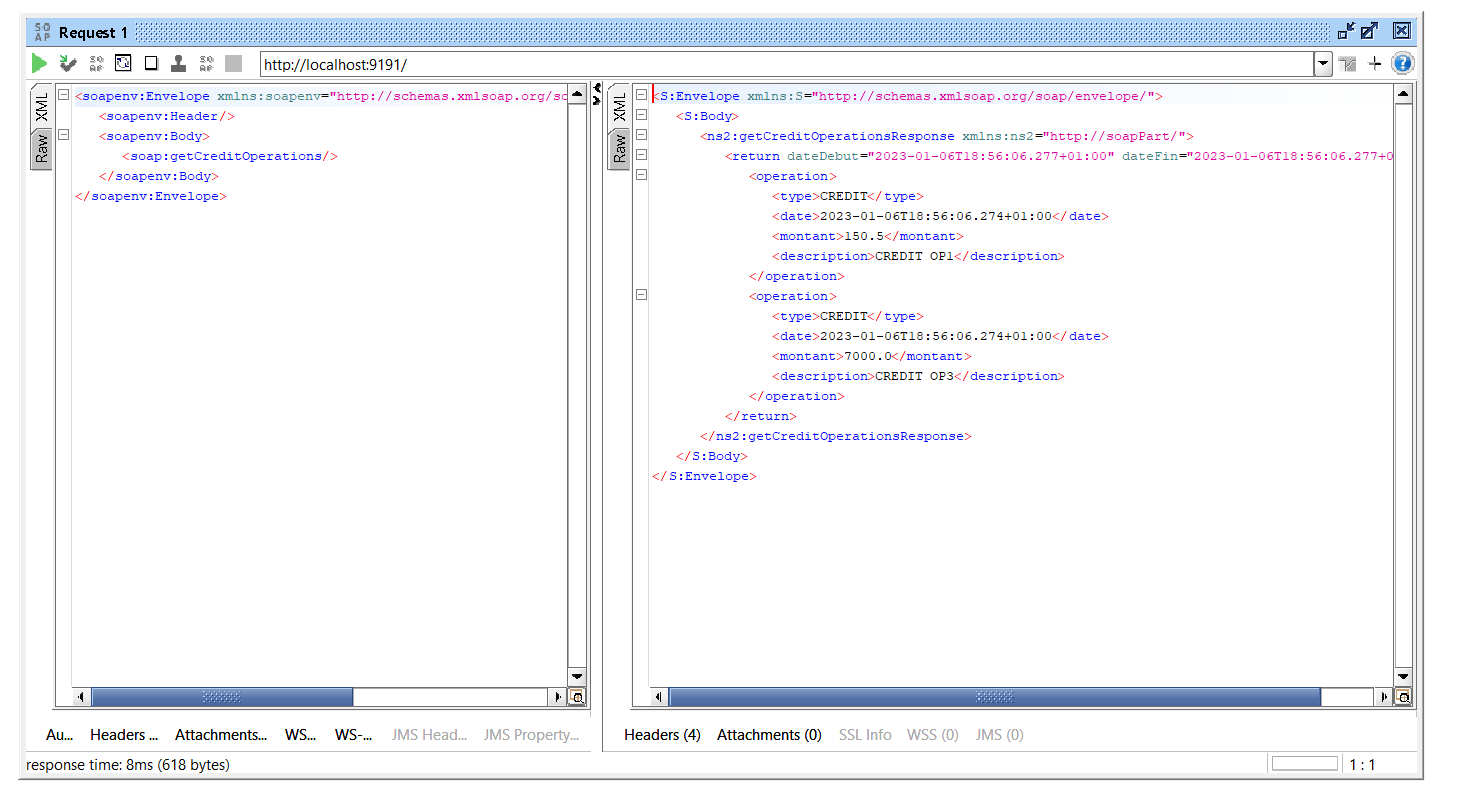 SO
AP
Request 1
http://localhost:9191/
XML
Raw
<soapenv:Envelope xmlns:soapenv="http://schemas.xmlsoap.org/so
<soapenv:Header/>
<soapenv:Body>
<soap:getCreditOperations/>
</soapenv:Body>
</soapenv:Envelope>
XML
Raw
<S:Envelope xmlns:S="http://schemas.xmlsoap.org/soap/envelope/">
<S:Body>
<ns2:getCreditOperationsResponse xmlns:ns2="http://soapPart/">
<return dateDebut="2023-01-06T18:56:06.277+01:00" dateFin="2023-01-06T18:56:06.277+0
<operation>
<type>CREDIT</type>
<date>2023-01-06T18:56:06.274+01:00</date>
<montant>150.5</montant>
<description>CREDIT OP1</description>
</operation>
<operation>
<type>CREDIT</type>
<date>2023-01-06T18:56:06.274+01:00</date>
<montant>7000.0</montant>
<description>CREDIT OP3</description>
</operation>
</return>
</ns2:getCreditOperationsResponse>
</S:Body>
</S:Envelope>
Au... Headers ... Attachments... WS... WS-... JMS Head... JMS Property...
Headers (4) Attachments (0) SSL Info WSS (0) JMS (0)
response time: 8ms (618 bytes)
1 : 1